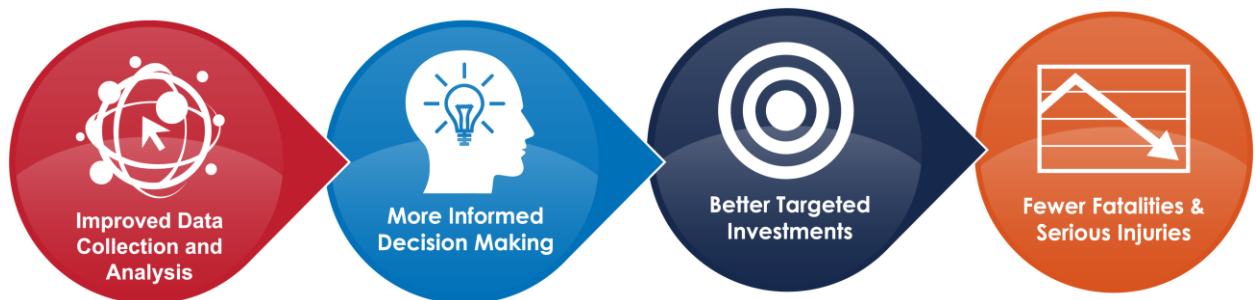 Improved Data
Collection and
Analysis
More Informed
Decision Making
Better Targeted
Investments
Fewer Fatalities &
Serious Injuries